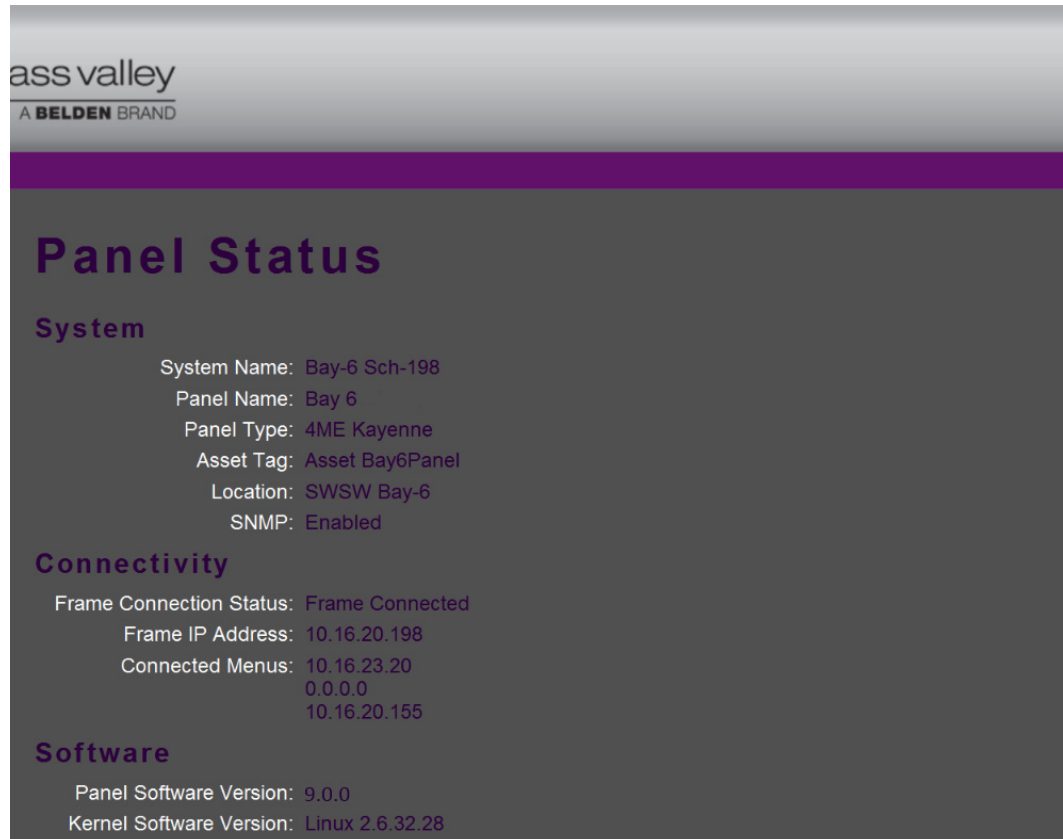 ass valley
A BELDEN BRAND
Panel Status
System
System Name: Bay-6 Sch-198
Panel Name: Bay 6
Panel Type: 4ME Kayenne
Asset Tag: Asset Bay6Panel
Location: SWSW Bay-6
SNMP: Enabled
Connectivity
Frame Connection Status: Frame Connected
Frame IP Address: 10.16.20.198
Connected Menus: 10.16.23.20
0.0.0.0
10.16.20.155
Software
Panel Software Version: 9.0.0
Kernel Software Version: Linux 2.6.32.28